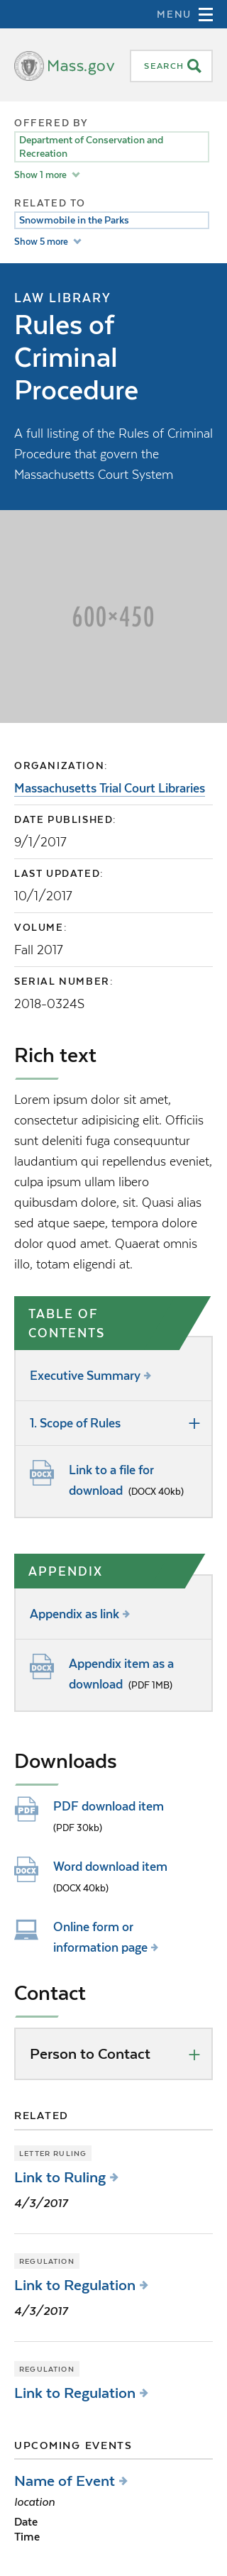 MENU
Mass.gov
SEARCH
OFFERED BY
Department of Conservation and
Recreation
Show 1 more
RELATED TO
Snowmobile in the Parks
Show 5 more
LAW LIBRARY
Rules of
Criminal
Procedure
A full listing of the Rules of Criminal
Procedure that govern the
Massachusetts Court System
600×450
ORGANIZATION:
Massachusetts Trial Court Libraries
DATE PUBLISHED:
9/1/2017
LAST UPDATED:
10/1/2017
VOLUME:
Fall 2017
SERIAL NUMBER:
2018-0324S
Rich text
Lorem ipsum dolor sit amet,
consectetur adipisicing elit. Officiis
sunt deleniti fuga consequuntur
laudantium qui repellendus eveniet,
culpa ipsum ullam libero
quibusdam dolore, sit. Quasi alias
sed atque saepe, tempora dolore
dolor quod amet. Quaerat omnis
illo, totam eligendi at.
TABLE OF
CONTENTS
Executive Summary
1. Scope of Rules
DOCX
Link to a file for
download (DOCX 40kb)
APPENDIX
Appendix as link
DOCX
Appendix item as a
download (PDF 1MB)
Downloads
PDF
PDF download item
(PDF 30kb)
DOCX
Word download item
(DOCX 40kb)
Online form or
information page
Contact
Person to Contact
RELATED
LETTER RULING
Link to Ruling
4/3/2017
REGULATION
Link to Regulation
4/3/2017
REGULATION
Link to Regulation
UPCOMING EVENTS
Name of Event
location
Date
Time